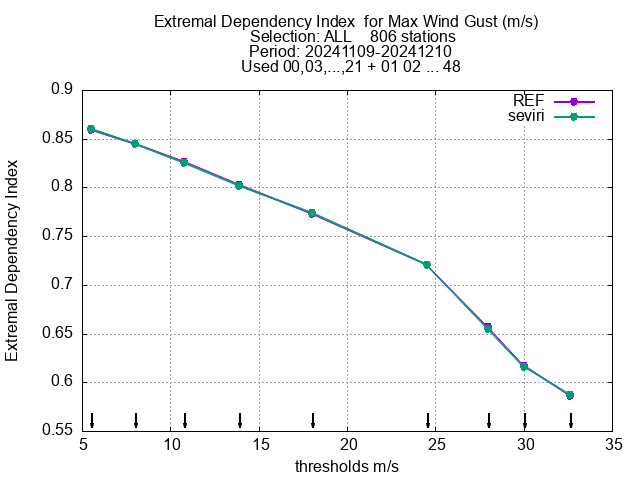 Extremal Dependency Index  for Max Wind Gust (m/s)
Selection: ALL    806 stations
Period: 20241109-20241210
Used 00,03,...,21 + 01 02 ... 48
REF
seviri
0.9
0.85
0.8
0.75
0.7
0.65
0.6
0.55
Extremal Dependency Index
5 10 15 20 25 30 35
thresholds m/s